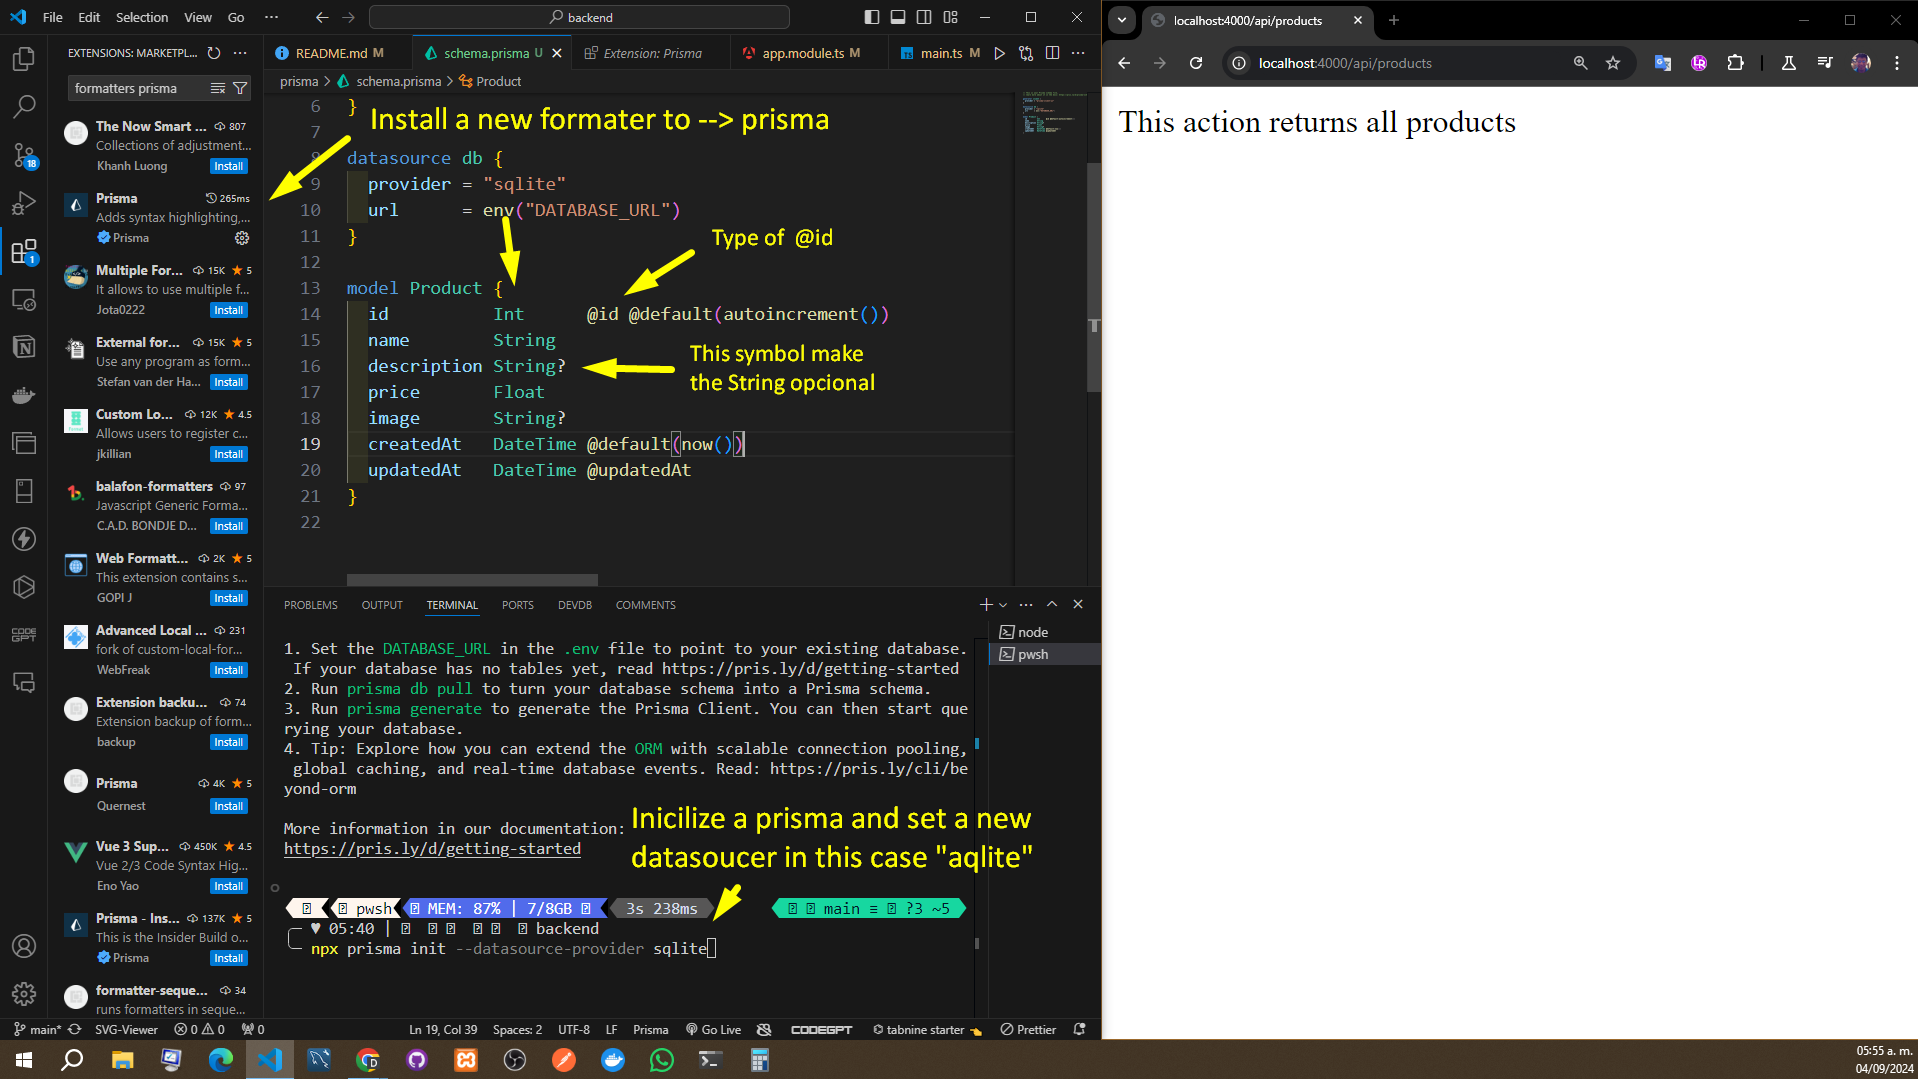 File Edit Selection View Go ··· backend
EXTENSIONS: MARKETPL...
formatters prisma
The Now Smart ... 807
Collections of adjustment...
Khanh Luong Install
Prisma 265ms
Adds syntax highlighting,...
Prisma
Multiple For... 15K ★ 5
It allows to use multiple f...
Jota0222 Install
External for... 15K ★ 5
Use any program as form...
Stefan van der Ha... Install
Custom Lo... 12K ★ 4.5
Allows users to register c...
jkillian Install
balafon-formatters 97
Javascript Generic Forma...
C.A.D. BONDJE D... Install
Web Formatt... 2K ★ 5
This extension contains s...
GOPI J Install
Advanced Local ... 231
fork of custom-local-for...
WebFreak Install
Extension backu... 74
Extension backup of form...
backup Install
Prisma 4K ★ 5
Quernest Install
Vue 3 Sup... 450K ★ 4.5
Vue 2/3 Code Syntax Hig...
Eno Yao Install
Prisma - Ins... 137K ★ 5
This is the Insider Build o...
Prisma Install
formatter-seque... 34
runs formatters in seque...
18
1
CODE
GPT
README.md M schema.prisma U Extension: Prisma app.module.ts M main.ts M
prisma > schema.prisma > Product
Install a new formater to --> prisma
6 }
7
8 datasource db {
9 provider = "sqlite"
10 url = env("DATABASE_URL")
11 }
12
13 model Product {
14 id Int @id @default(autoincrement())
15 name String
16 description String?
17 price Float
18 image String?
19 createdAt DateTime @default(now())
20 updatedAt DateTime @updatedAt
21 }
22
Type of @id
This symbol make
the String opcional
PROBLEMS OUTPUT TERMINAL PORTS DEVDB COMMENTS
node
pwsh
1. Set the DATABASE_URL in the .env file to point to your existing database.
If your database has no tables yet, read https://pris.ly/d/getting-started
2. Run prisma db pull to turn your database schema into a Prisma schema.
3. Run prisma generate to generate the Prisma Client. You can then start que
rying your database.
4. Tip: Explore how you can extend the ORM with scalable connection pooling,
global caching, and real-time database events. Read: https://pris.ly/cli/be
yond-orm
More information in our documentation:
https://pris.ly/d/getting-started
Inicilize a prisma and set a new
datasoucer in this case "aqlite"
pwsh MEM: 87% | 7/8GB 3s 238ms main ≡ ?3 ~5
♥ 05:40 | backend
npx prisma init --datasource-provider sqlite
main* SVG-Viewer 0 0 0 Ln 19, Col 39 Spaces: 2 UTF-8 LF Prisma Go Live CODEGPT tabnine starter Prettier
localhost:4000/api/products
localhost:4000/api/products
This action returns all products
05:55 a. m.
04/09/2024